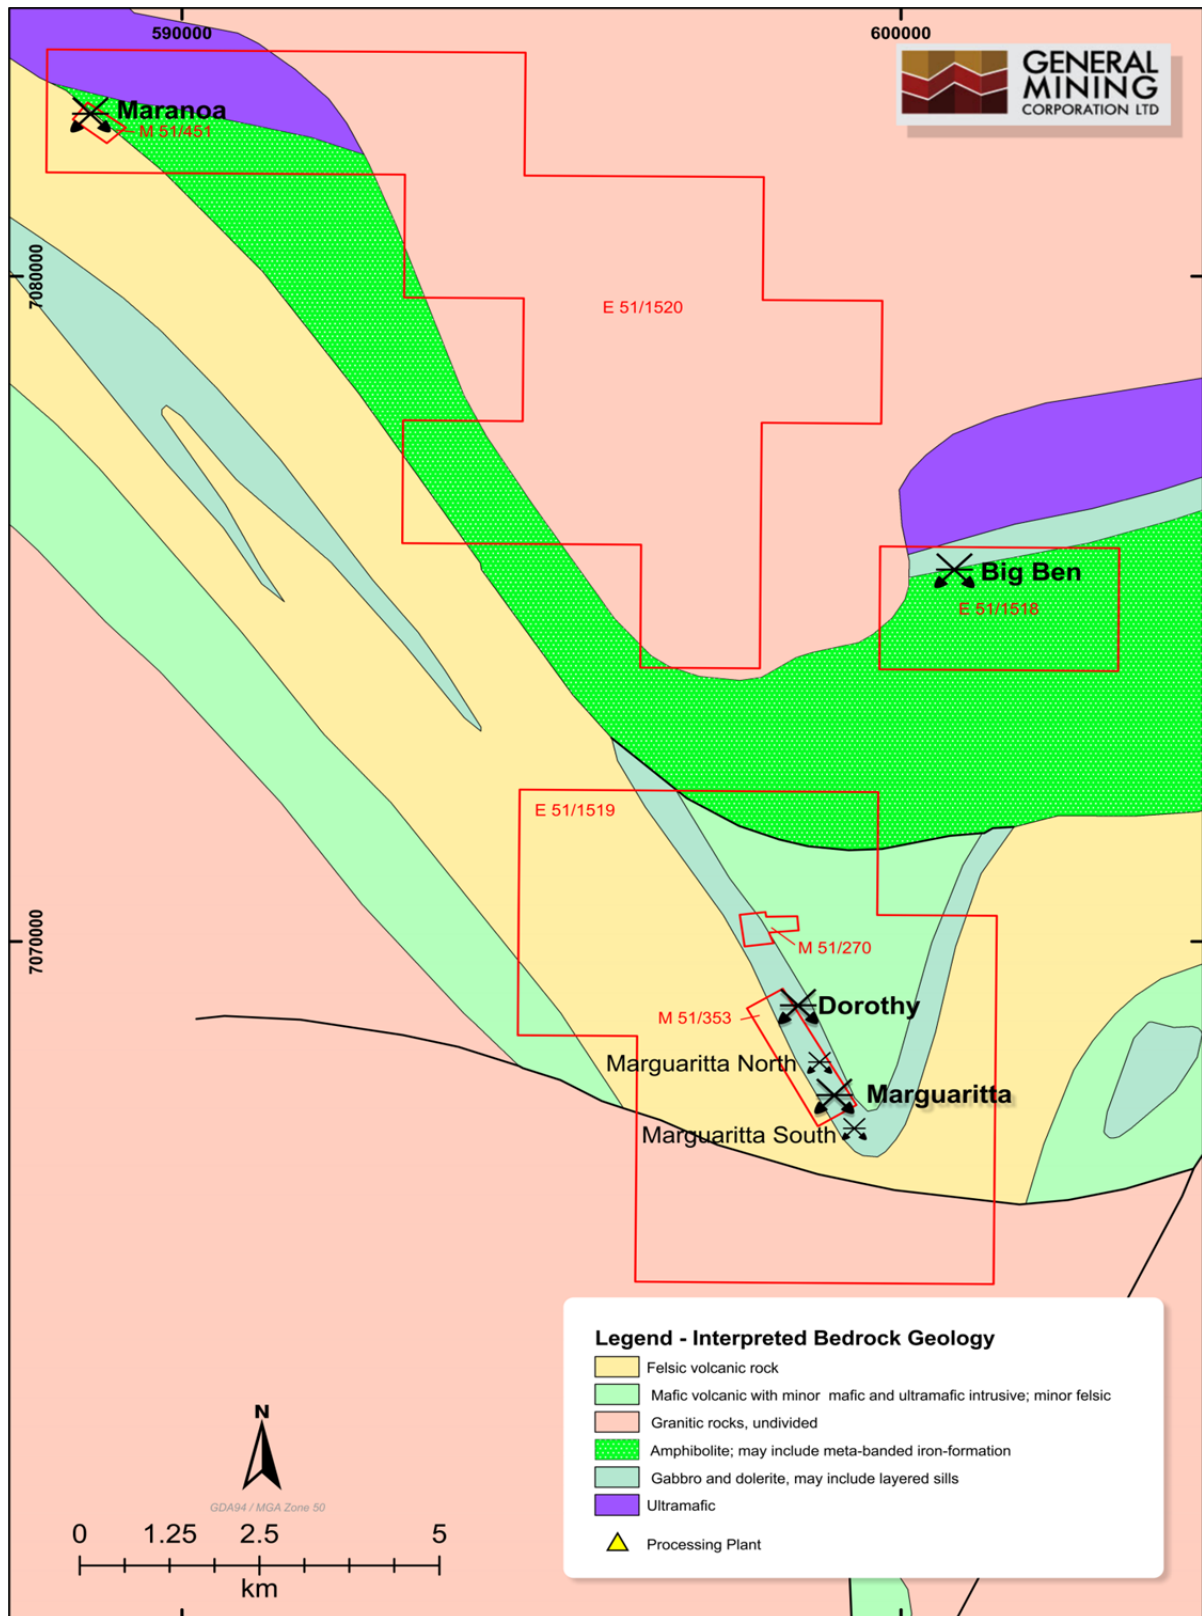 590000
600000
GENERAL
MINING
CORPORATION LTD
Maranoa
M 51/451
7080000
E 51/1520
Big Ben
E 51/1518
E 51/1519
7070000
M 51/270
Dorothy
M 51/353
Marguaritta North
Marguaritta
Marguaritta South
Legend - Interpreted Bedrock Geology
Felsic volcanic rock
Mafic volcanic with minor mafic and ultramafic intrusive; minor felsic
Granitic rocks, undivided
Amphibolite; may include meta-banded iron-formation
Gabbro and dolerite, may include layered sills
Ultramafic
Processing Plant
N
GDA94 / MGA Zone 50
0 1.25 2.5 5
km